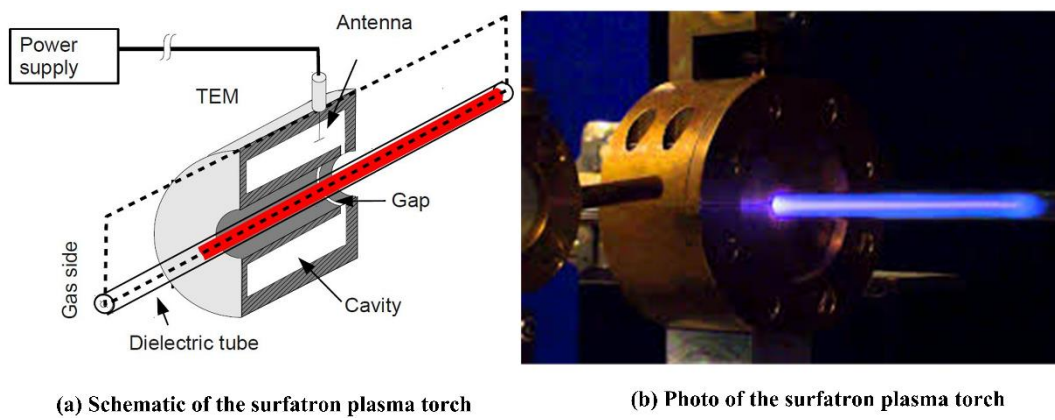 Power
supply
Antenna
TEM
Gap
Gas side
Cavity
Dielectric tube
(a) Schematic of the surfatron plasma torch
(b) Photo of the surfatron plasma torch